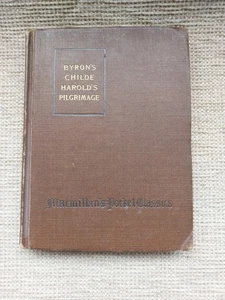 BYRON'S
CHILDE
HAROLD'S
PILGRIMAGE
Macmillan's Pocket Classics